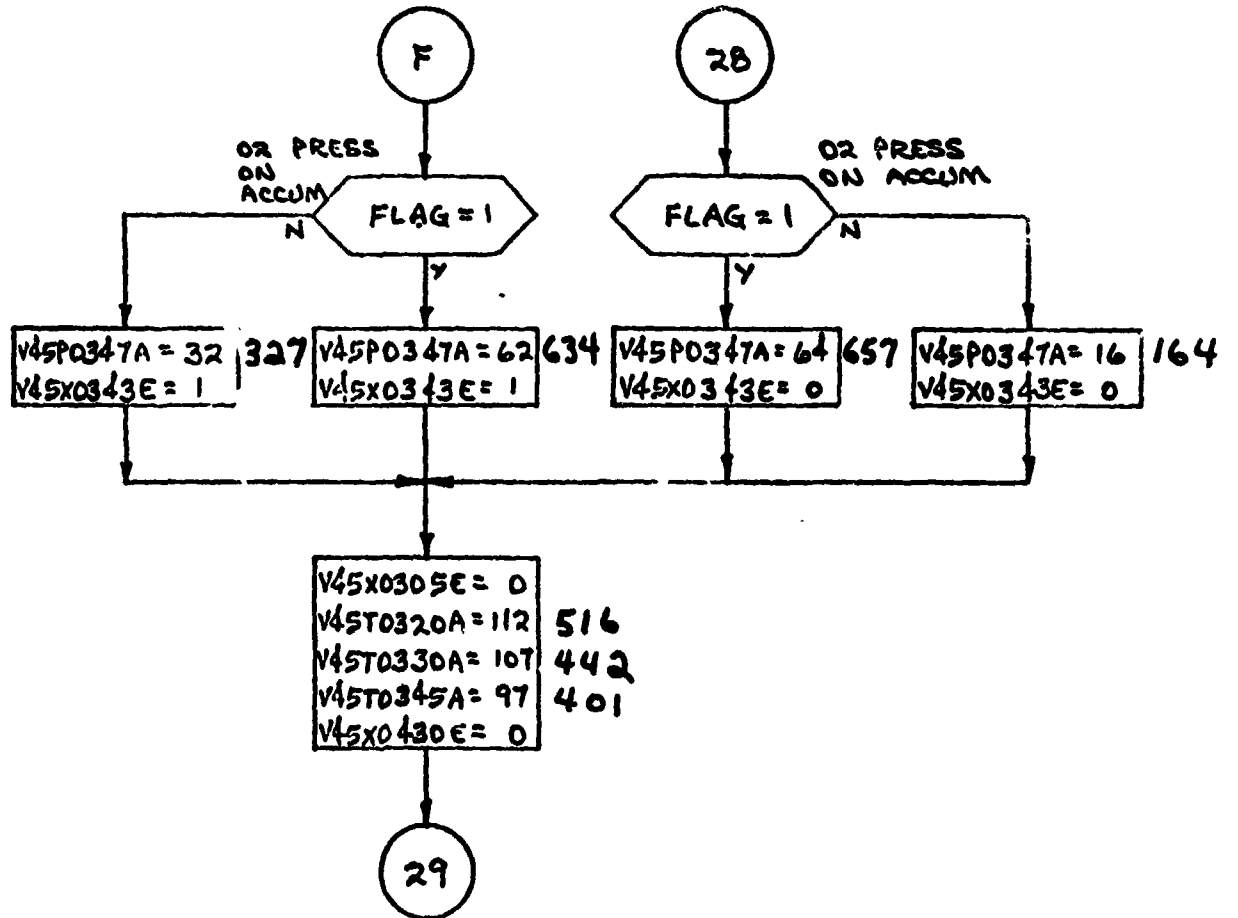 F
28
O2 PRESS
ON
ACCUM
O2 PRESS
ON ACCUM
FLAG = 1
N
Y
FLAG = 1
N
Y
V45P0347A = 32
V45X0343E = 1
327
V45P0347A = 62
V45X0343E = 1
634
V45P0347A = 64
V45X0343E = 0
657
V45P0347A = 16
V45X0343E = 0
164
V45X0305E = 0
V45T0320A = 112 516
V45T0330A = 107 442
V45T0345A = 97 401
V45X0430E = 0
29